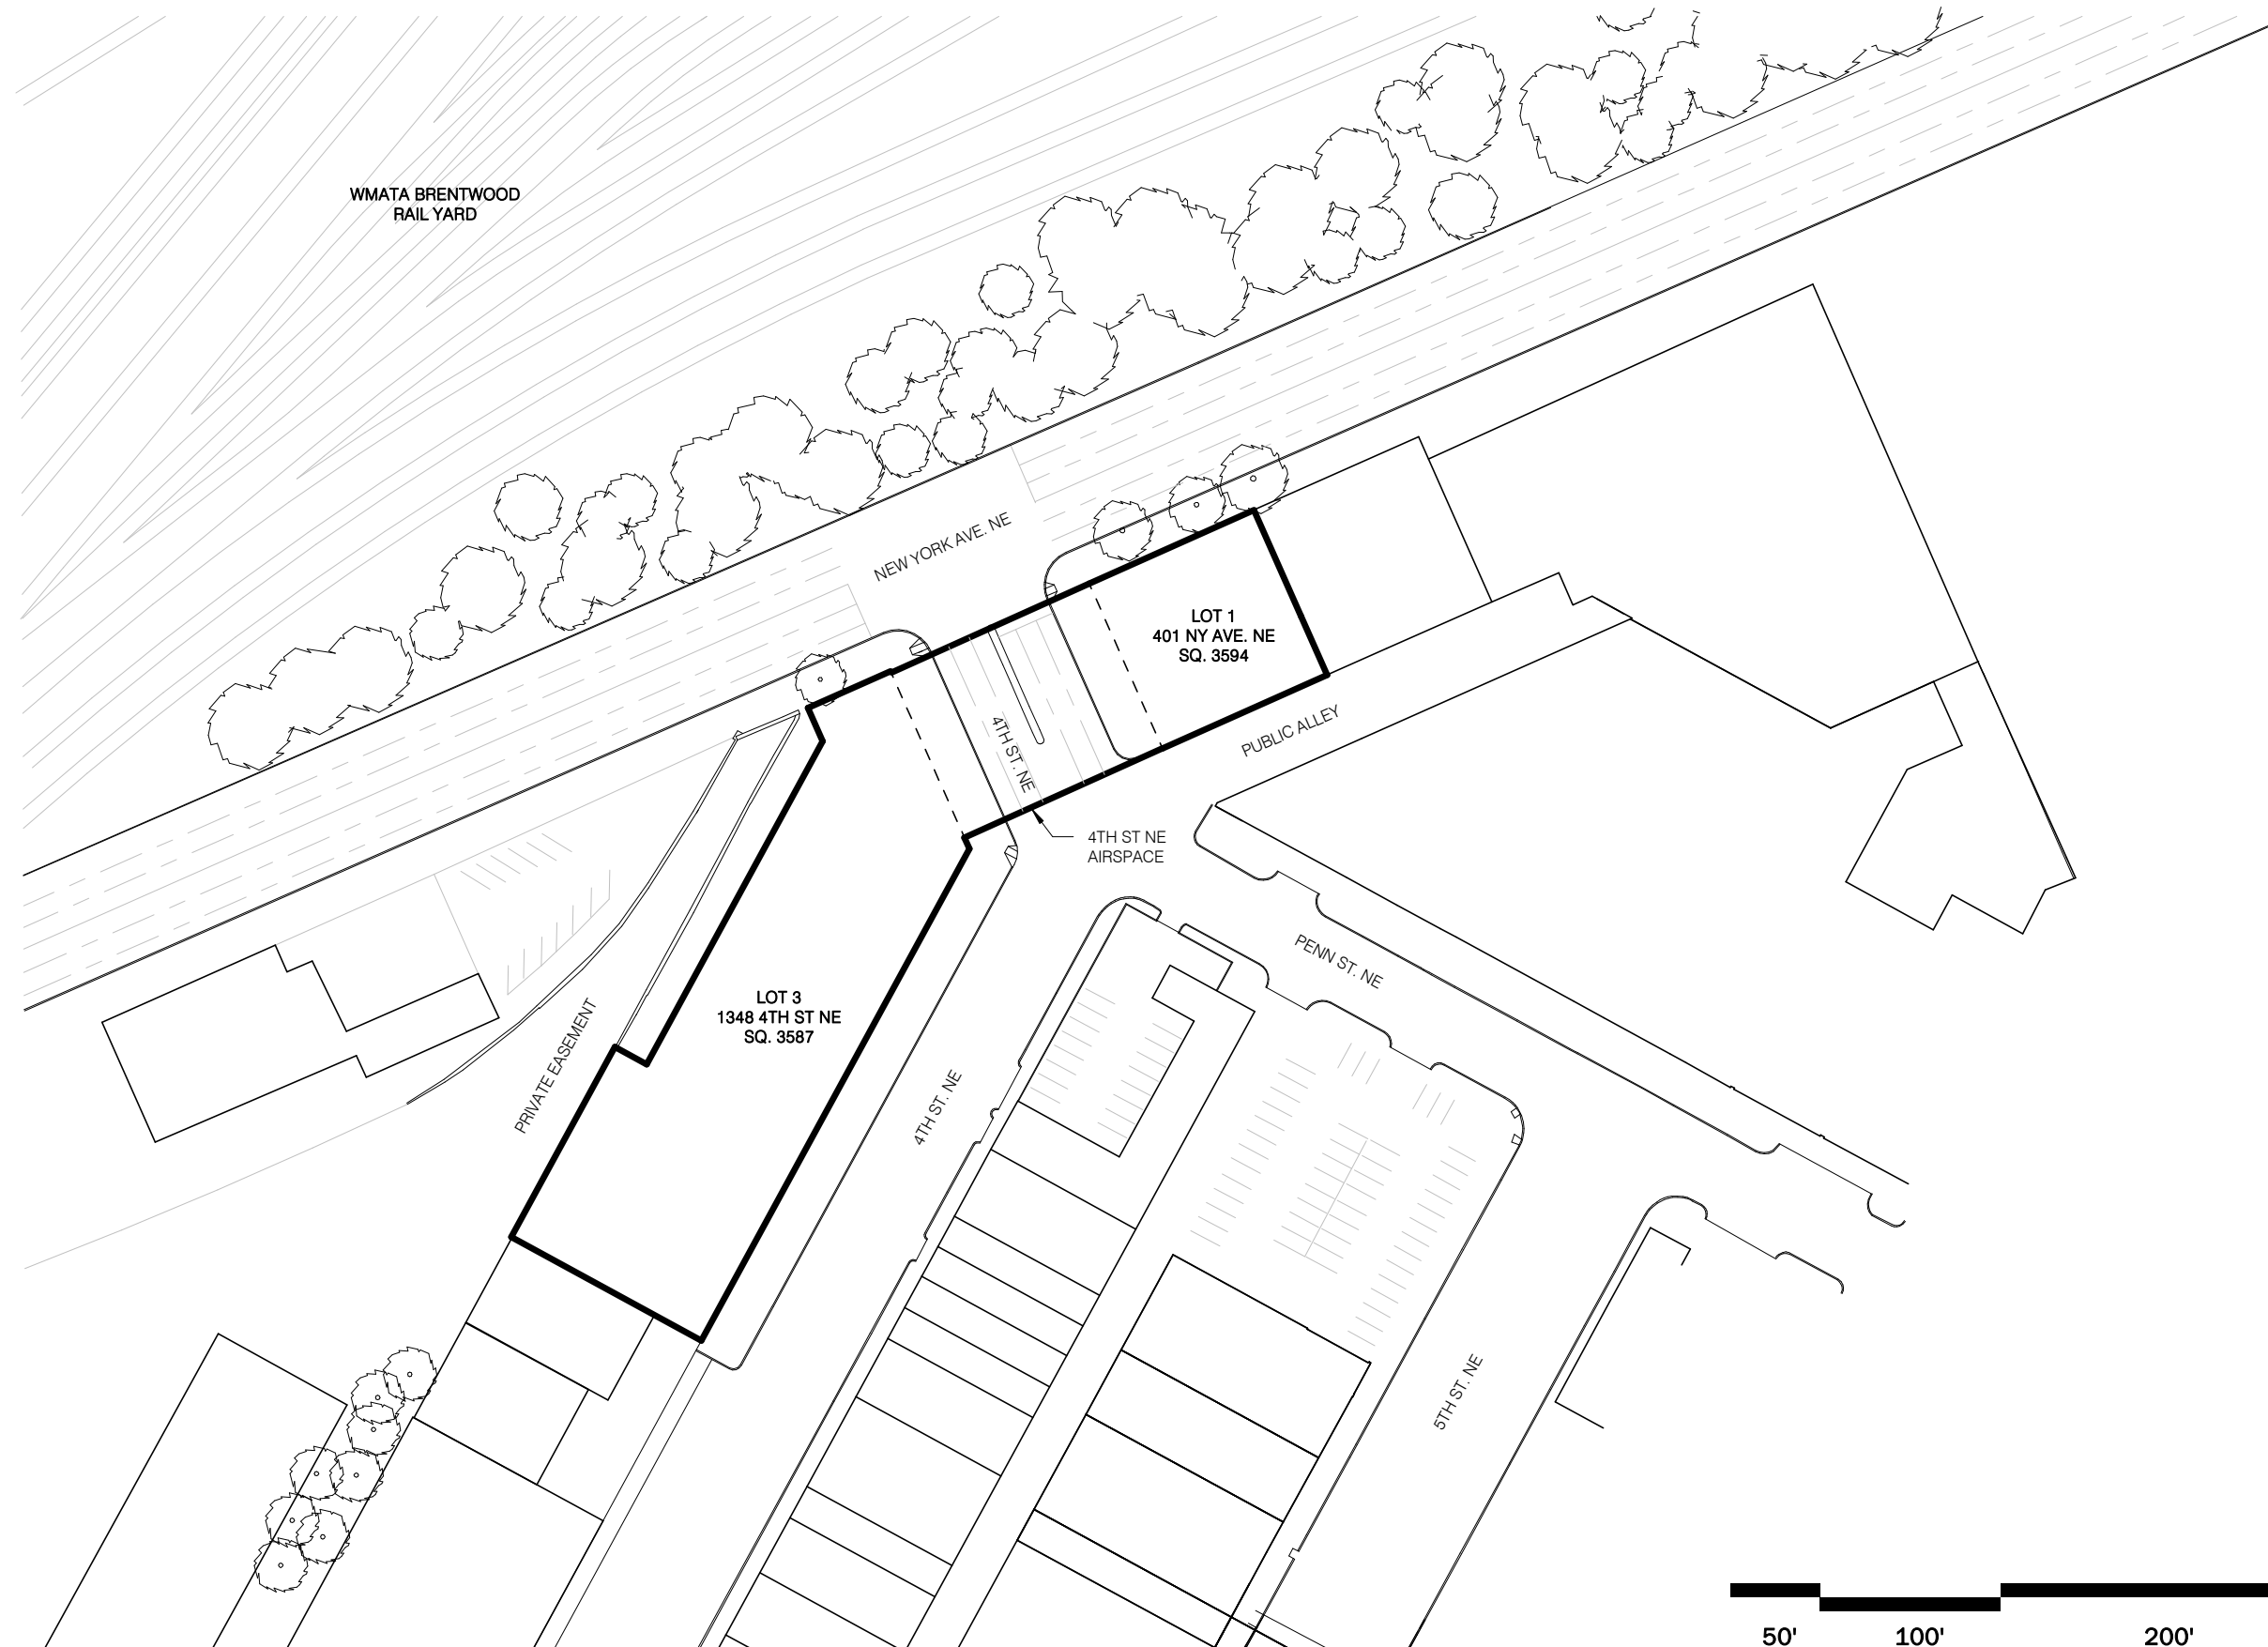 WMATA BRENTWOOD
RAIL YARD
NEW YORK AVE. NE
LOT 1
401 NY AVE. NE
SQ. 3594
4TH ST. NE
PUBLIC ALLEY
4TH ST NE
AIRSPACE
PENN ST. NE
LOT 3
1348 4TH ST NE
SQ. 3587
PRIVATE EASEMENT
4TH ST. NE
5TH ST. NE
50' 100' 200'